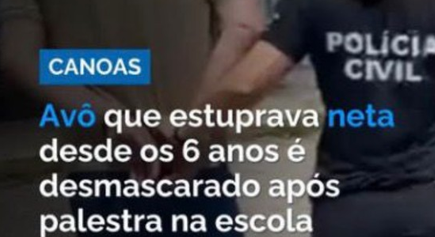 POLÍCIA
CIVIL
CANOAS
Avô que estuprava neta
desde os 6 anos é
desmascarado após
palestra na escola